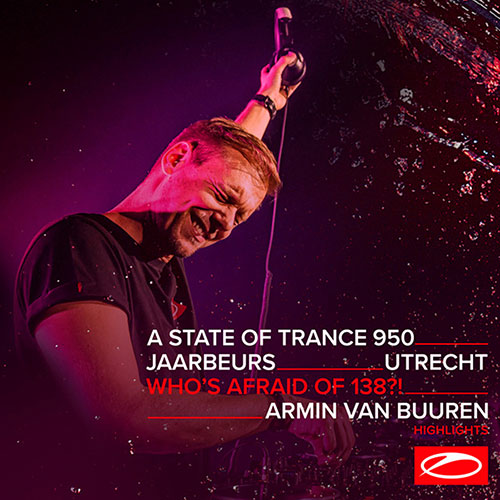 A STATE OF TRANCE 950
JAARBEURS UTRECHT
WHO'S AFRAID OF 138?!
ARMIN VAN BUUREN
HIGHLIGHTS